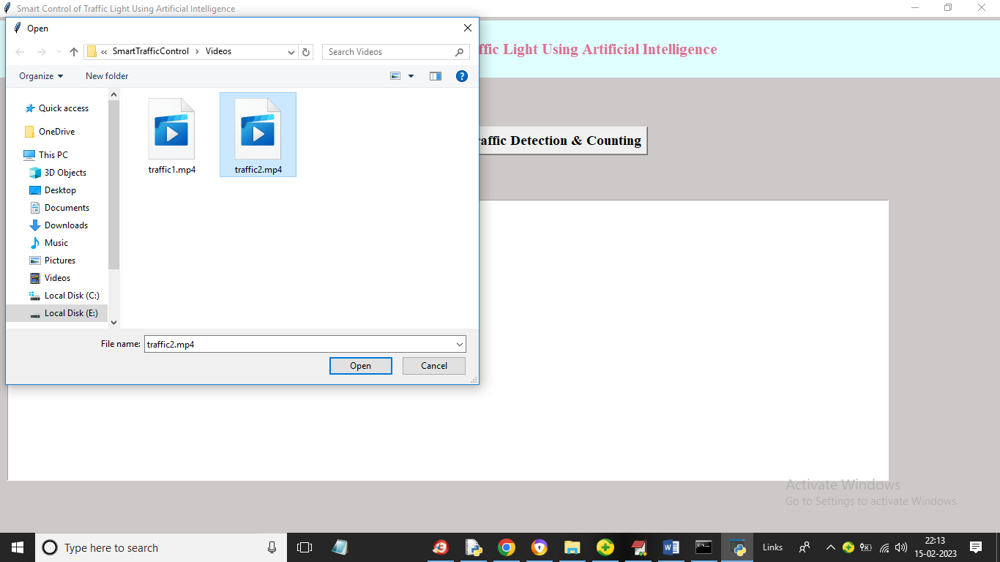 Smart Control of Traffic Light Using Artificial Intelligence
Open
« SmartTrafficControl › Videos
Search Videos
ffic Light Using Artificial Intelligence
Organize
New folder
?
Quick access
OneDrive
This PC
3D Objects
Desktop
Documents
Downloads
Music
Pictures
Videos
Local Disk (C:)
Local Disk (E:)
traffic1.mp4
traffic2.mp4
raffic Detection & Counting
File name: traffic2.mp4
Open
Cancel
Activate Windows
Go to Settings to activate Windows.
Type here to search
Links
22:13
15-02-2023